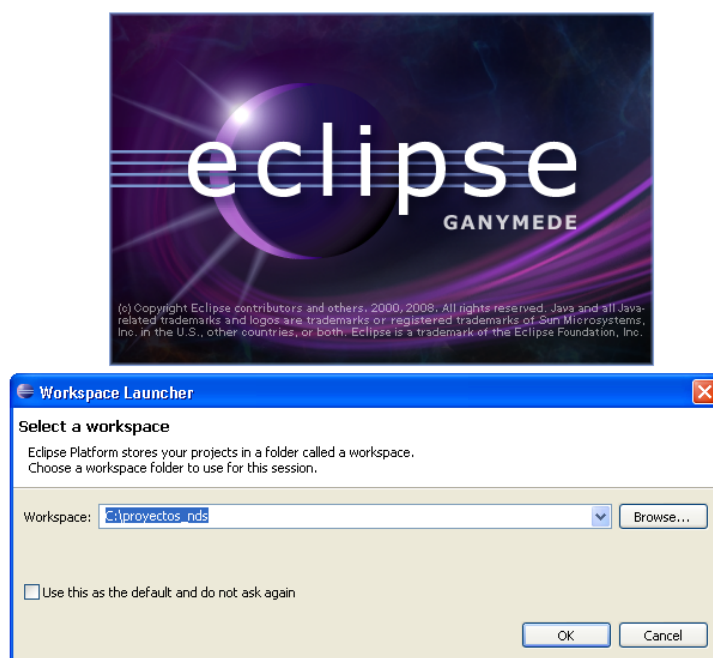 eclipse
GANYMEDE
(c) Copyright Eclipse contributors and others. 2000, 2008. All rights reserved. Java and all Java-
related trademarks and logos are trademarks or registered trademarks of Sun Microsystems,
Inc. in the U.S., other countries, or both. Eclipse is a trademark of the Eclipse Foundation, Inc.
Workspace Launcher
Select a workspace
Eclipse Platform stores your projects in a folder called a workspace.
Choose a workspace folder to use for this session.
Workspace: C:\proyectos_nds Browse...
Use this as the default and do not ask again
OK Cancel